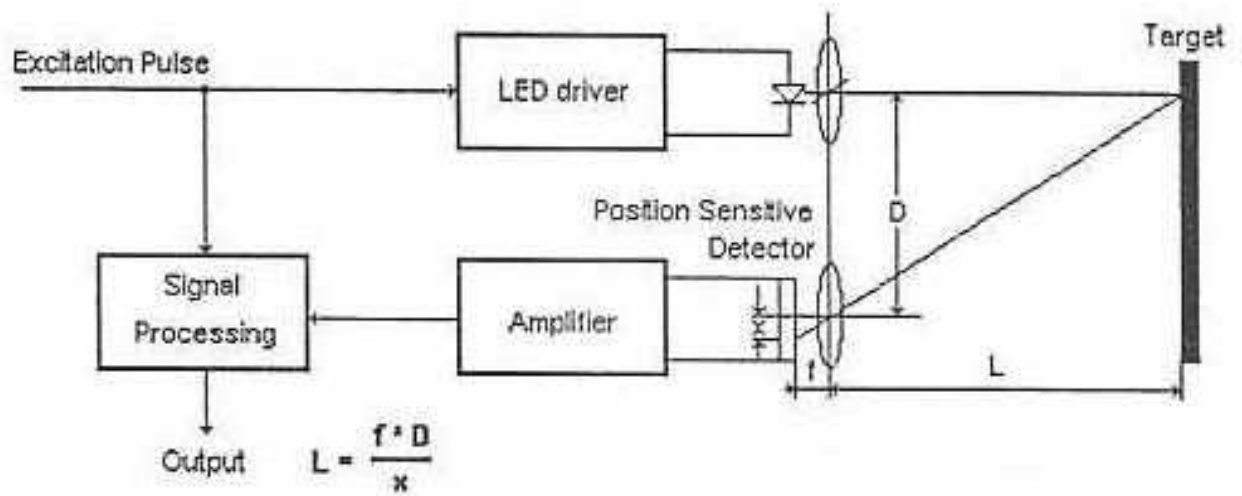 Target
Excitation Pulse
LED driver
Position Sensitive
Detector
D
Signal
Processing
Amplifier
x
f
L
Output
L = f * D
x